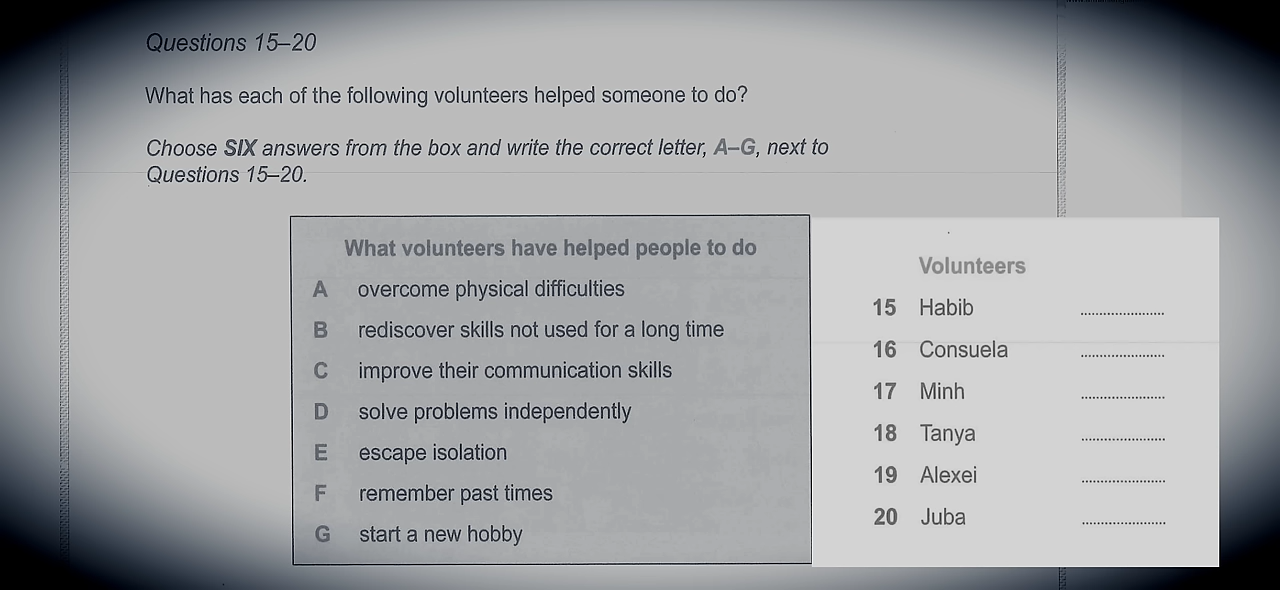 Questions 15–20
What has each of the following volunteers helped someone to do?
Choose SIX answers from the box and write the correct letter, A–G, next to
Questions 15–20.
What volunteers have helped people to do
A overcome physical difficulties
B rediscover skills not used for a long time
C improve their communication skills
D solve problems independently
E escape isolation
F remember past times
G start a new hobby
Volunteers
15 Habib ......................
16 Consuela ......................
17 Minh ......................
18 Tanya ......................
19 Alexei ......................
20 Juba ......................